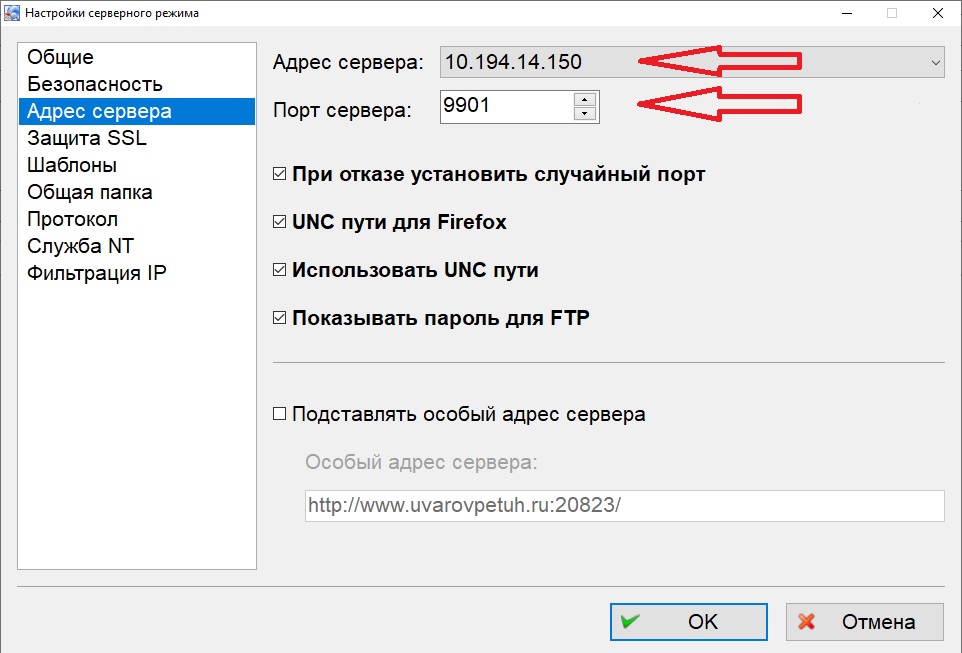 Настройки серверного режима
Общие
Безопасность
Адрес сервера
Защита SSL
Шаблоны
Общая папка
Протокол
Служба NT
Фильтрация IP
Адрес сервера: 10.194.14.150
Порт сервера: 9901
При отказе установить случайный порт
UNC пути для Firefox
Использовать UNC пути
Показывать пароль для FTP
Подставлять особый адрес сервера
Особый адрес сервера:
http://www.uvarovpetuh.ru:20823/
OK
Отмена